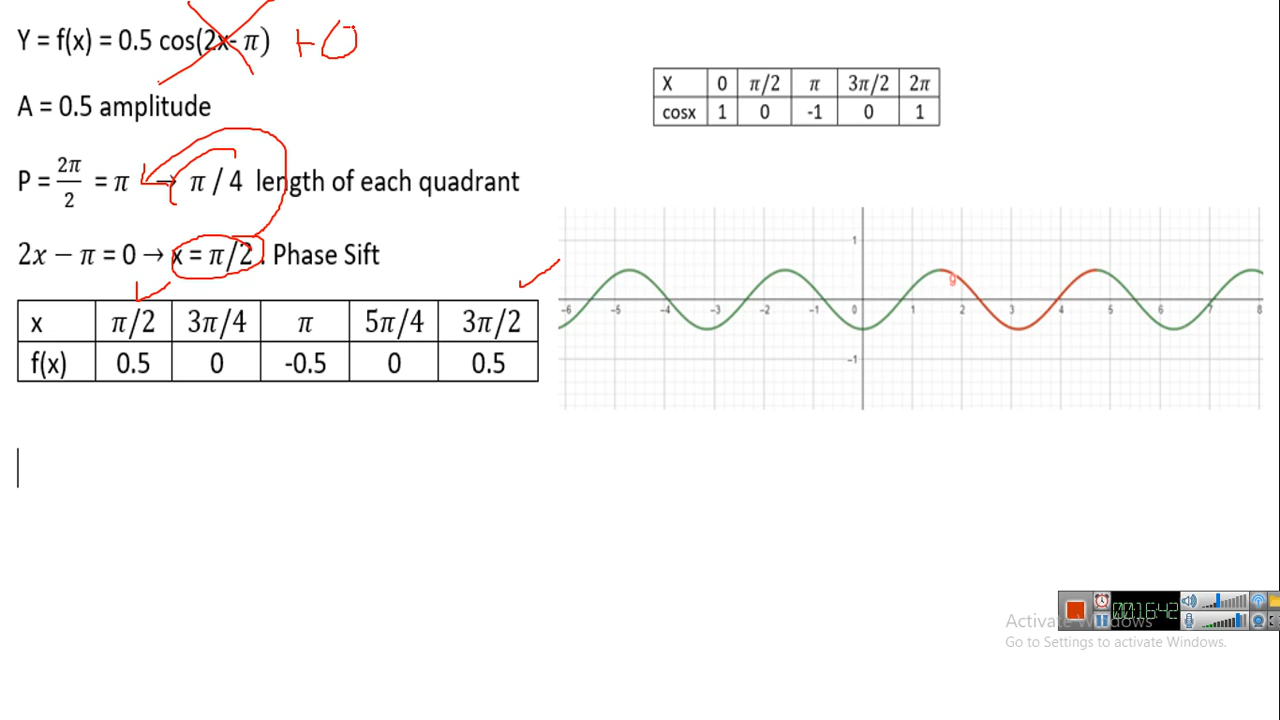 Y = f(x) = 0.5 cos(2x- π) +0
A = 0.5 amplitude
P = 2π/2 = π → π / 4 length of each quadrant
2x − π = 0 → x = π/2 . Phase Sift
x π/2 3π/4 π 5π/4 3π/2
f(x) 0.5 0 -0.5 0 0.5
X 0 π/2 π 3π/2 2π
cosx 1 0 -1 0 1
1
g
-6 -5 -4 -3 -2 -1 0 1 2 3 4 5 6 7 8
-1
00:16:42
Activate Windows
Go to Settings to activate Windows.